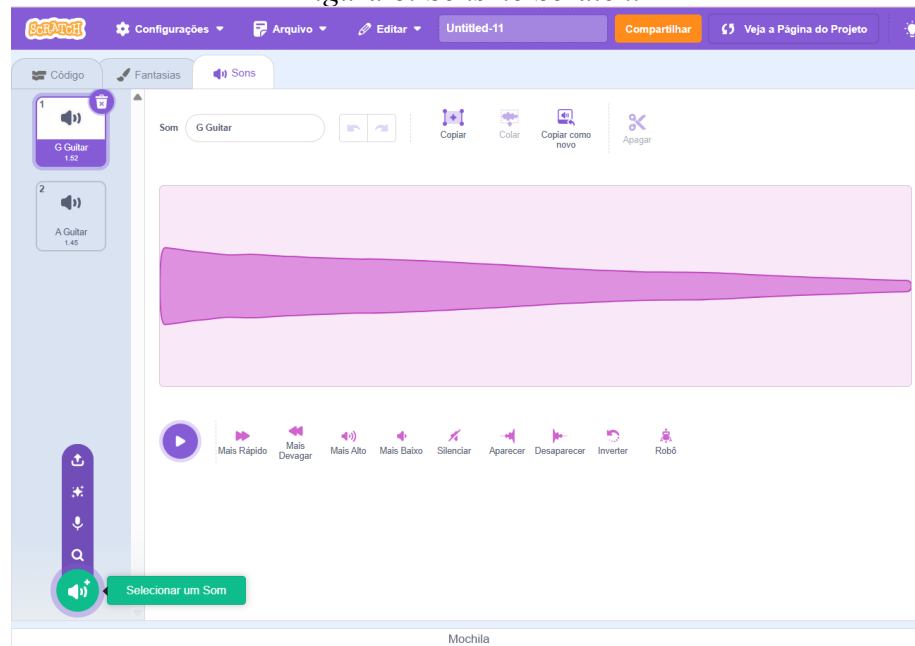 SCRATCH Configurações Arquivo Editar Untitled-11 Compartilhar Veja a Página do Projeto
Código Fantasias Sons
1
G Guitar
1.52
2
A Guitar
1.45
Som G Guitar Copiar Colar Copiar como novo Apagar
Mais Rápido Mais Devagar Mais Alto Mais Baixo Silenciar Aparecer Desaparecer Inverter Robô
Selecionar um Som
Mochila